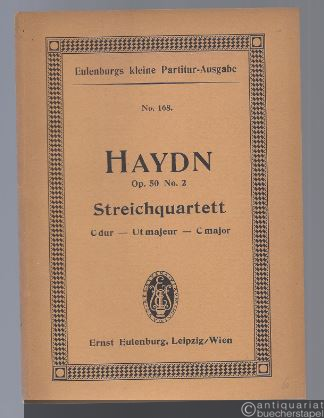 Eulenburgs kleine Partitur-Ausgabe
No. 168.
HAYDN
Op. 50 No. 2
Streichquartett
C dur — Ut majeur — C major
Ernst Eulenburg, Leipzig/Wien
antiquariat
buecherstapel